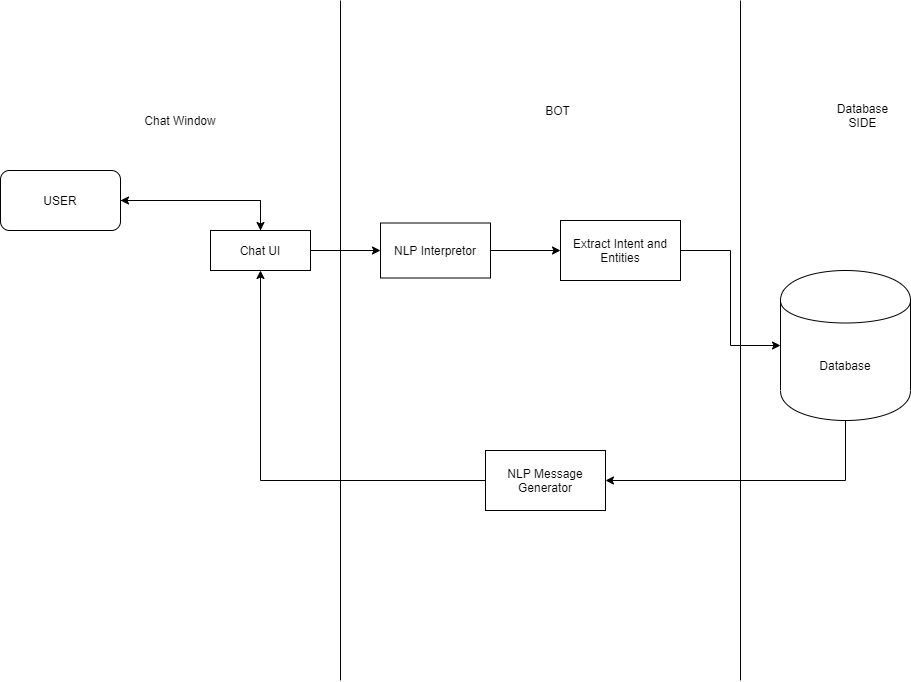 Chat Window
BOT
Database
SIDE
USER
Chat UI
NLP Interpretor
Extract Intent and
Entities
Database
NLP Message
Generator